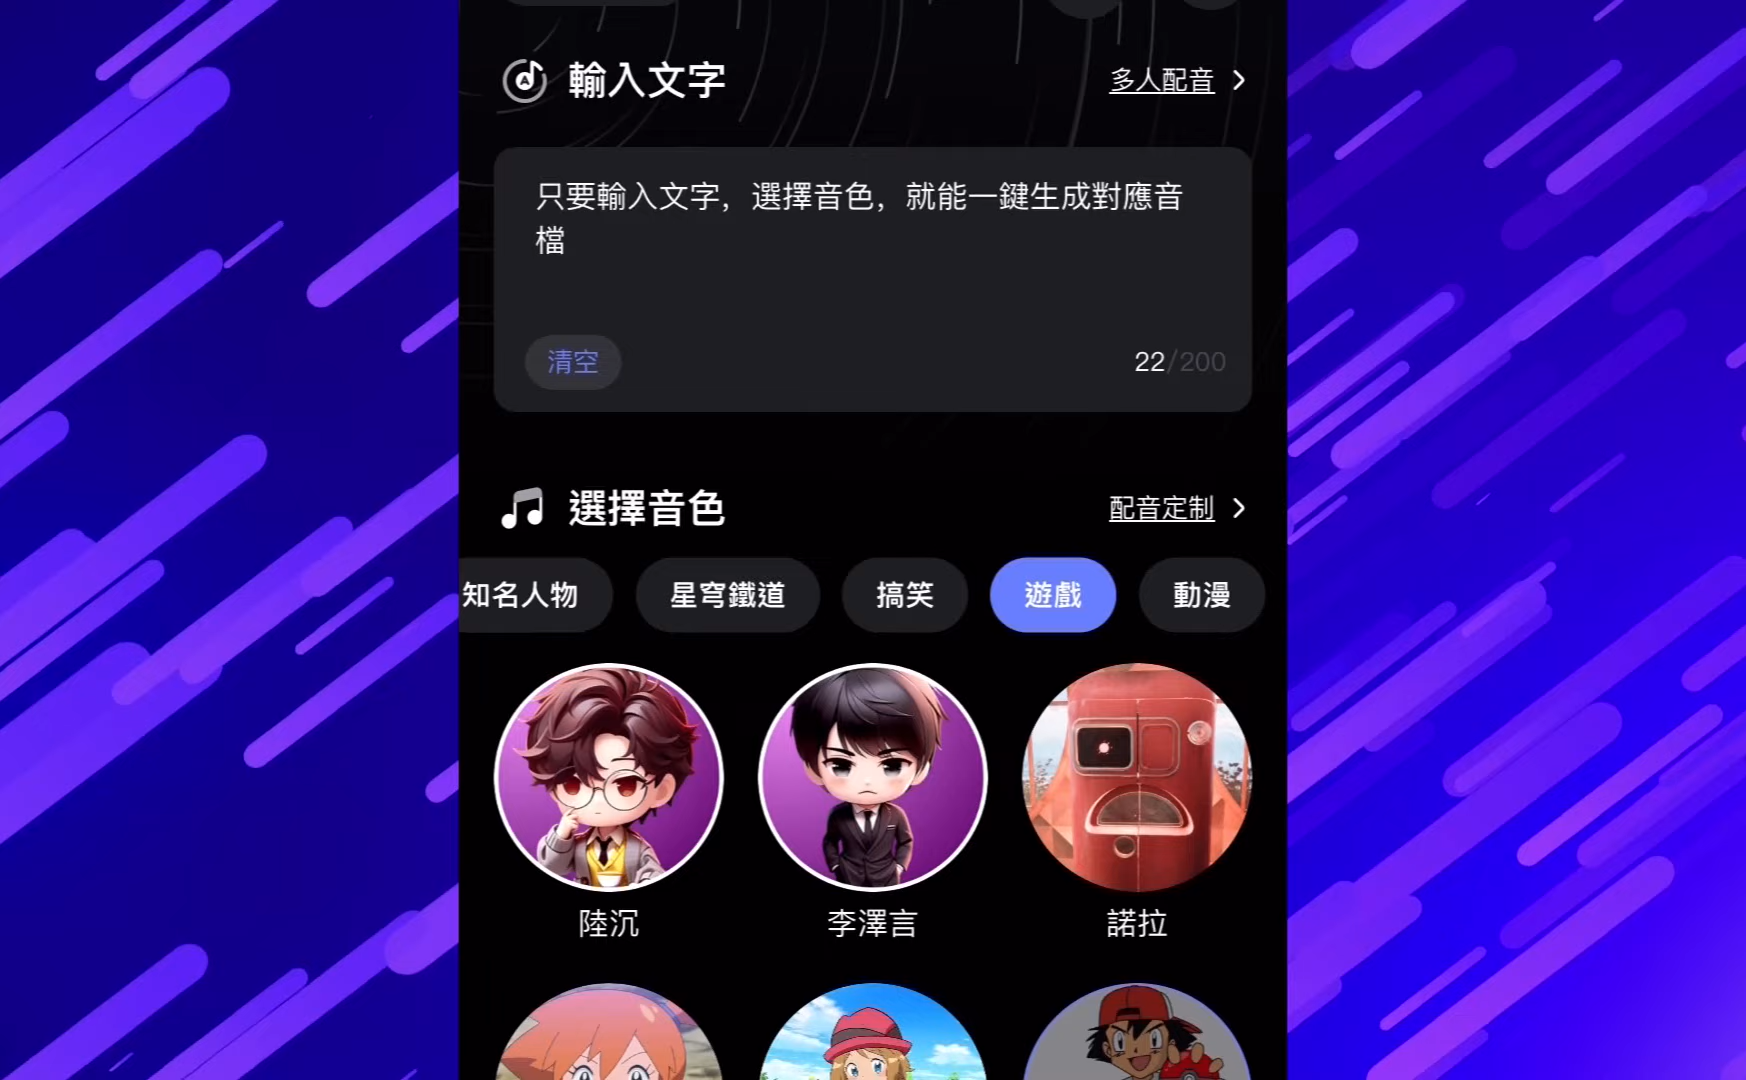 輸入文字
多人配音
只要輸入文字，選擇音色，就能一鍵生成對應音
檔
清空
22/200
選擇音色
配音定制
知名人物
星穹鐵道
搞笑
遊戲
動漫
陸沉
李澤言
諾拉